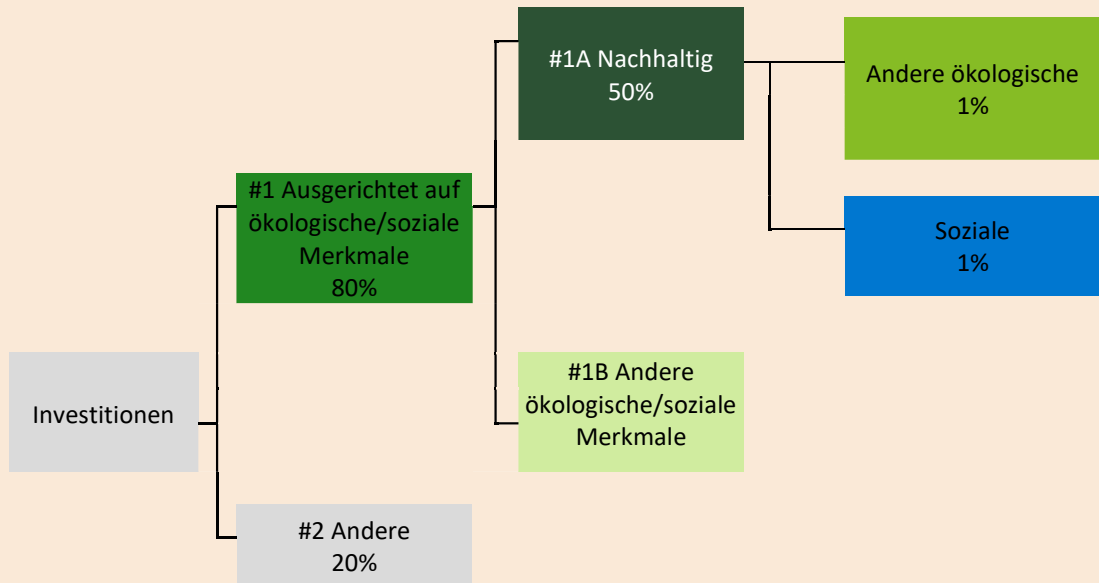 #1A Nachhaltig
50%
Andere ökologische
1%
#1 Ausgerichtet auf
ökologische/soziale
Merkmale
80%
Soziale
1%
Investitionen
#1B Andere
ökologische/soziale
Merkmale
#2 Andere
20%